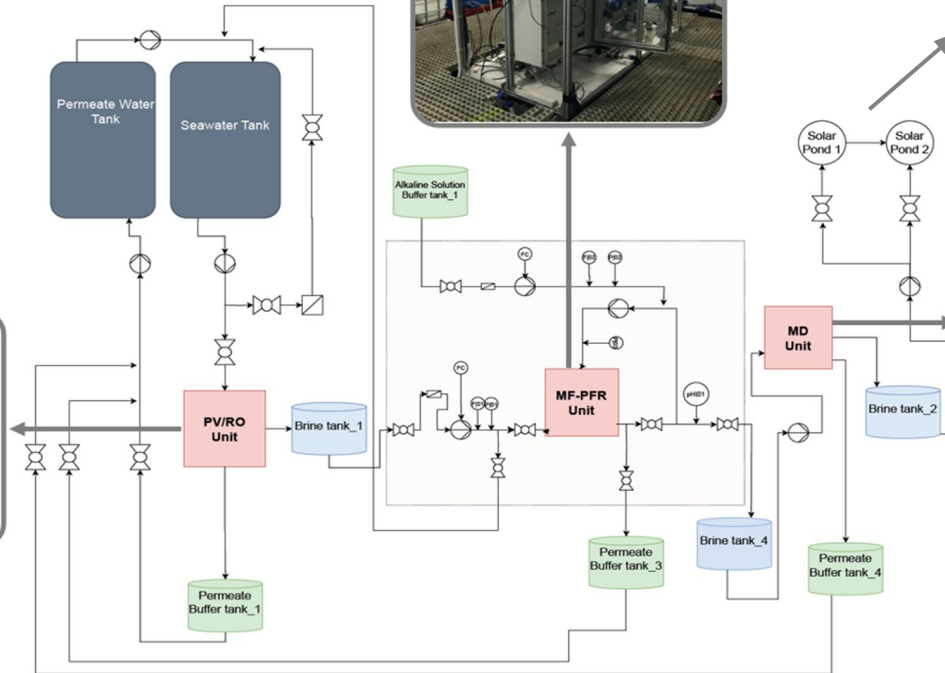 Permeate Water
Tank
Seawater Tank
Alkaline Solution
Buffer tank_1
Solar
Pond 1
Solar
Pond 2
FC
MD
Unit
FC
pH|01
MF-PFR
Unit
PV/RO
Unit
Brine tank_1
Brine tank_2
Brine tank_4
Permeate
Buffer tank_3
Permeate
Buffer tank_4
Permeate
Buffer tank_1